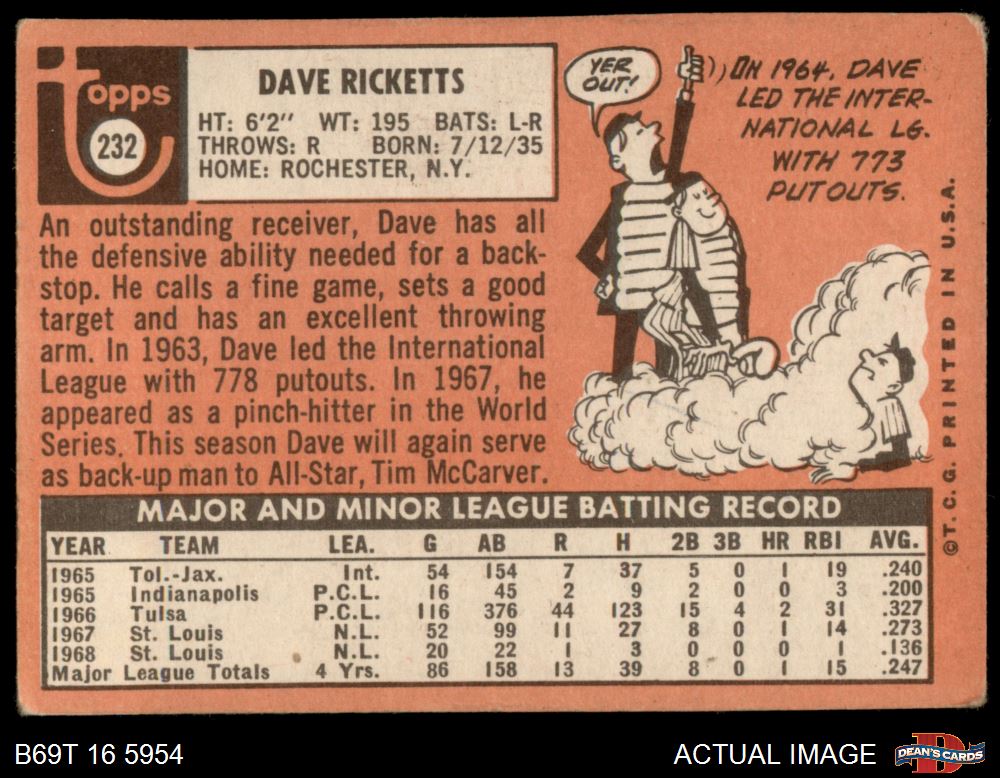 Topps
232
DAVE RICKETTS
HT: 6'2" WT: 195 BATS: L-R
THROWS: R BORN: 7/12/35
HOME: ROCHESTER, N.Y.
An outstanding receiver, Dave has all
the defensive ability needed for a back-
stop. He calls a fine game, sets a good
target and has an excellent throwing
arm. In 1963, Dave led the International
League with 778 putouts. In 1967, he
appeared as a pinch-hitter in the World
Series. This season Dave will again serve
as back-up man to All-Star, Tim McCarver.
YER
OUT!
IN 1964, DAVE
LED THE INTER-
NATIONAL LG.
WITH 773
PUTOUTS.
©T. C. G. PRINTED IN U.S.A.
MAJOR AND MINOR LEAGUE BATTING RECORD
YEAR TEAM LEA. G AB R H 2B 3B HR RBI AVG.
1965 Tol.-Jax. Int. 54 154 7 37 5 0 1 19 .240
1965 Indianapolis P.C.L. 16 45 2 9 2 0 0 3 .200
1966 Tulsa P.C.L. 116 376 44 123 15 4 2 31 .327
1967 St. Louis N.L. 52 99 11 27 8 0 1 14 .273
1968 St. Louis N.L. 20 22 1 3 0 0 0 1 .136
Major League Totals 4 Yrs. 86 158 13 39 8 0 1 15 .247
B69T 16 5954
ACTUAL IMAGE
D
DEAN'S CARDS